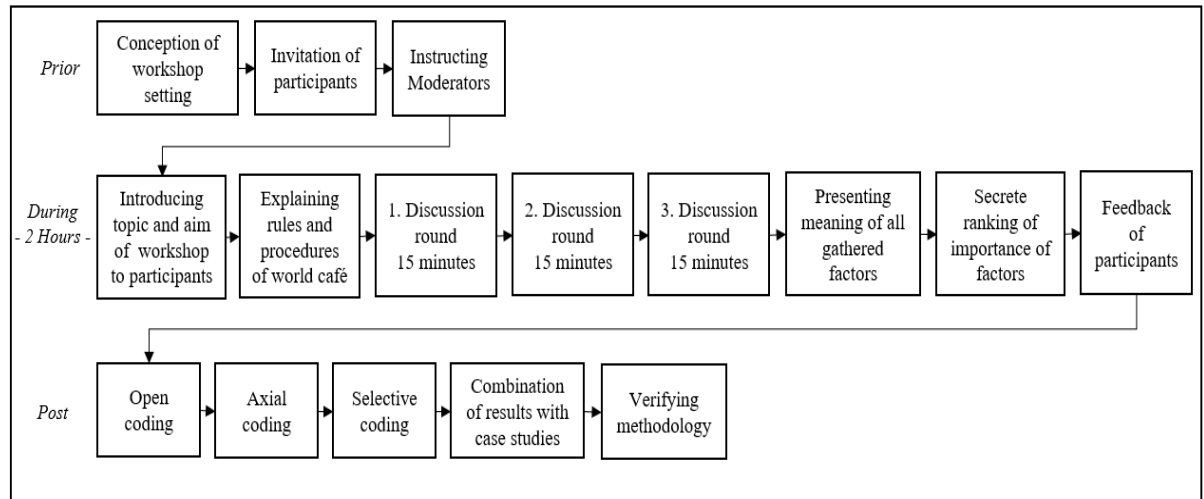 Prior
Conception of
workshop
setting
Invitation of
participants
Instructing
Moderators
During
- 2 Hours -
Introducing
topic and aim
of workshop
to participants
Explaining
rules and
procedures
of world café
1. Discussion
round
15 minutes
2. Discussion
round
15 minutes
3. Discussion
round
15 minutes
Presenting
meaning of all
gathered
factors
Secrete
ranking of
importance of
factors
Feedback
of
participants
Post
Open
coding
Axial
coding
Selective
coding
Combination
of results with
case studies
Verifying
methodology